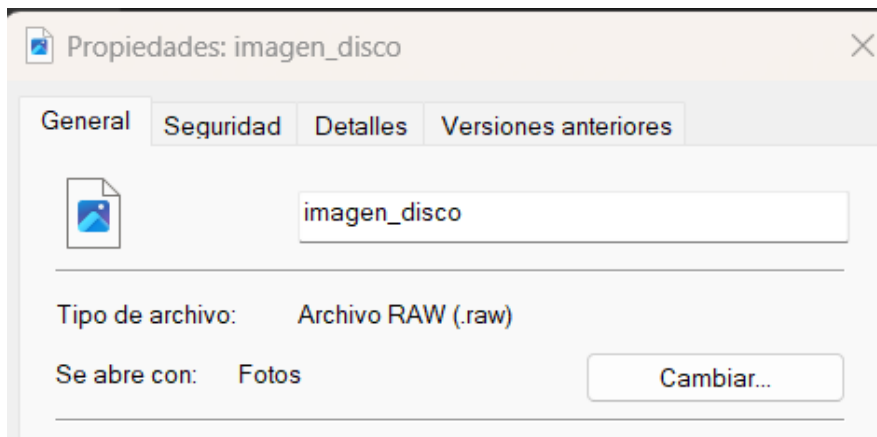 Propiedades: imagen_disco
General Seguridad Detalles Versiones anteriores
imagen_disco
Tipo de archivo: Archivo RAW (.raw)
Se abre con: Fotos Cambiar...